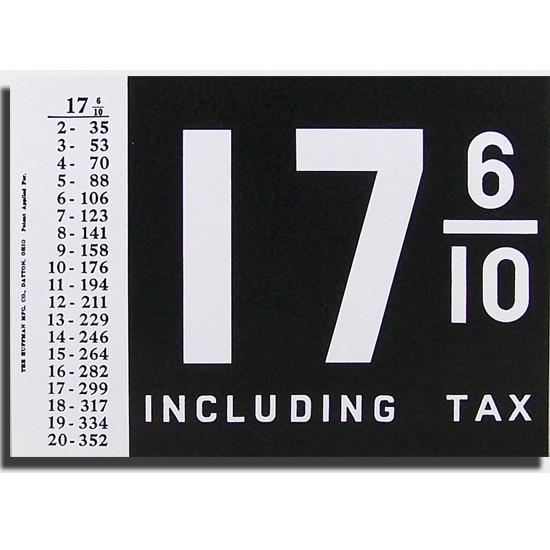 17 6/10
2 - 35
3 - 53
4 - 70
5 - 88
6 - 106
7 - 123
8 - 141
9 - 158
10 - 176
11 - 194
12 - 211
13 - 229
14 - 246
15 - 264
16 - 282
17 - 299
18 - 317
19 - 334
20 - 352
THE HUFFMAN MFG. CO., DAYTON, OHIO Patent Applied For.
17 6/10
INCLUDING TAX